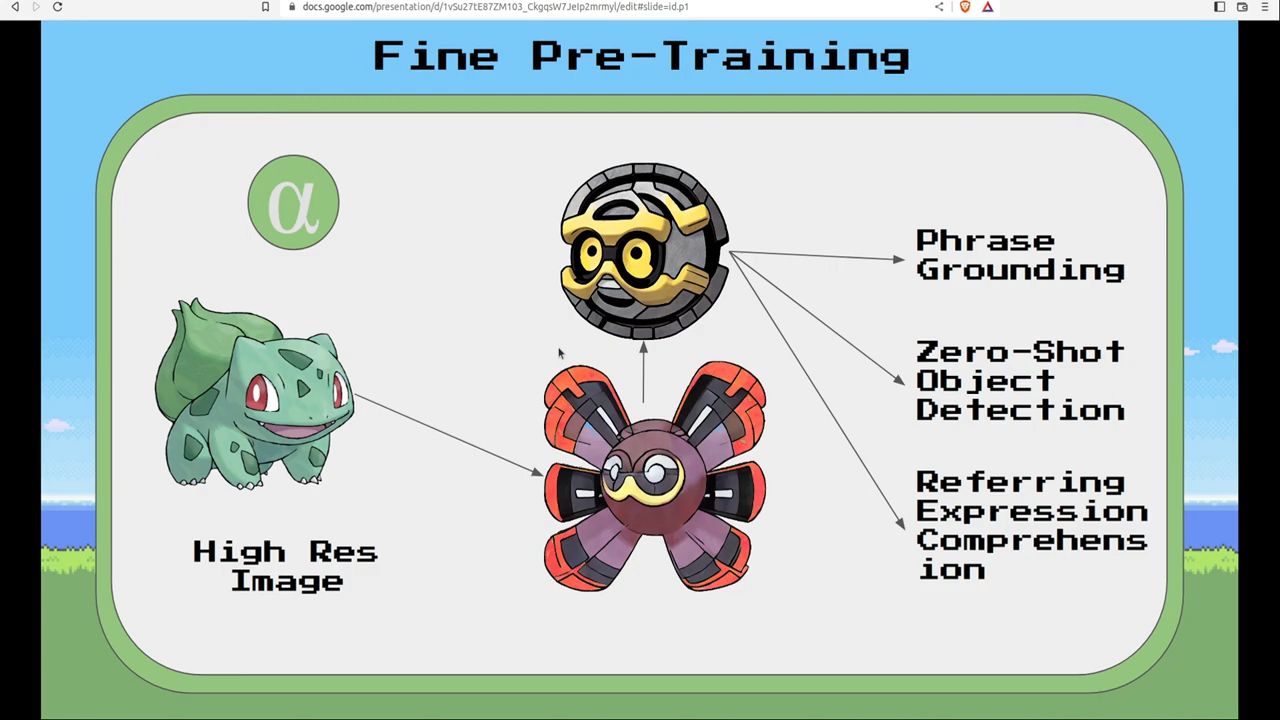 docs.google.com/presentation/d/1vSu27tE87ZM103_CkgqsW7JeIp2mrmyl/edit#slide=id.p1
Fine Pre-Training
α
High Res
Image
Phrase
Grounding
Zero-Shot
Object
Detection
Referring
Expression
Comprehens
ion